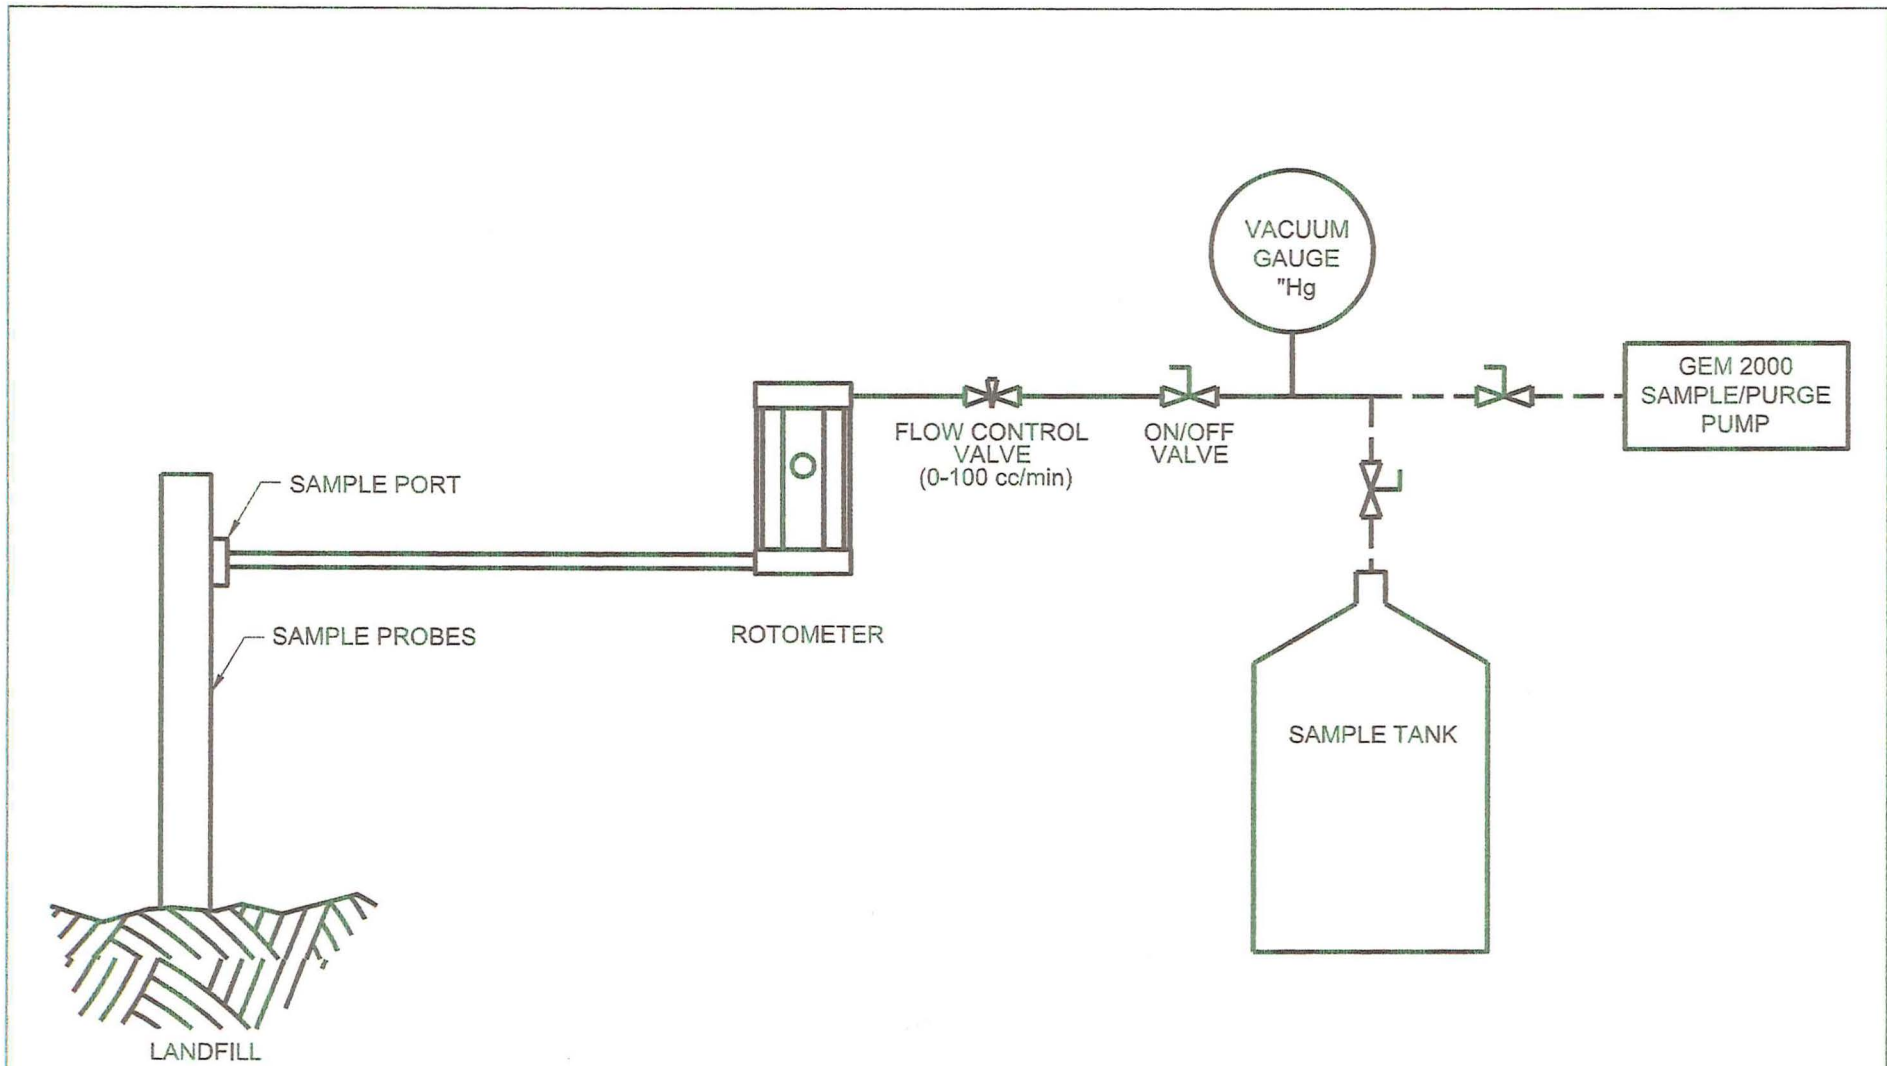 VACUUM
GAUGE
"Hg
GEM 2000
SAMPLE/PURGE
PUMP
FLOW CONTROL
VALVE
(0-100 cc/min)
ON/OFF
VALVE
SAMPLE PORT
SAMPLE PROBES
ROTOMETER
SAMPLE TANK
LANDFILL